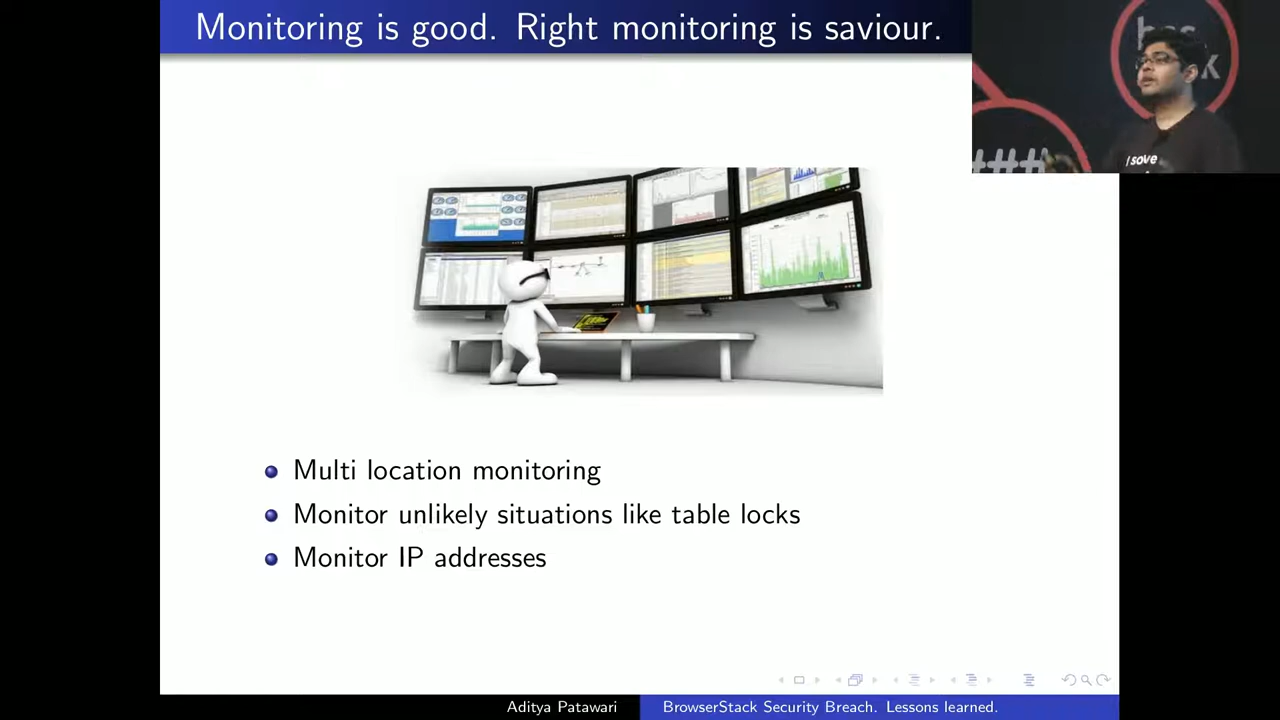 Monitoring is good. Right monitoring is saviour.
I solve
###
Multi location monitoring
Monitor unlikely situations like table locks
Monitor IP addresses
Aditya Patawari
BrowserStack Security Breach. Lessons learned.